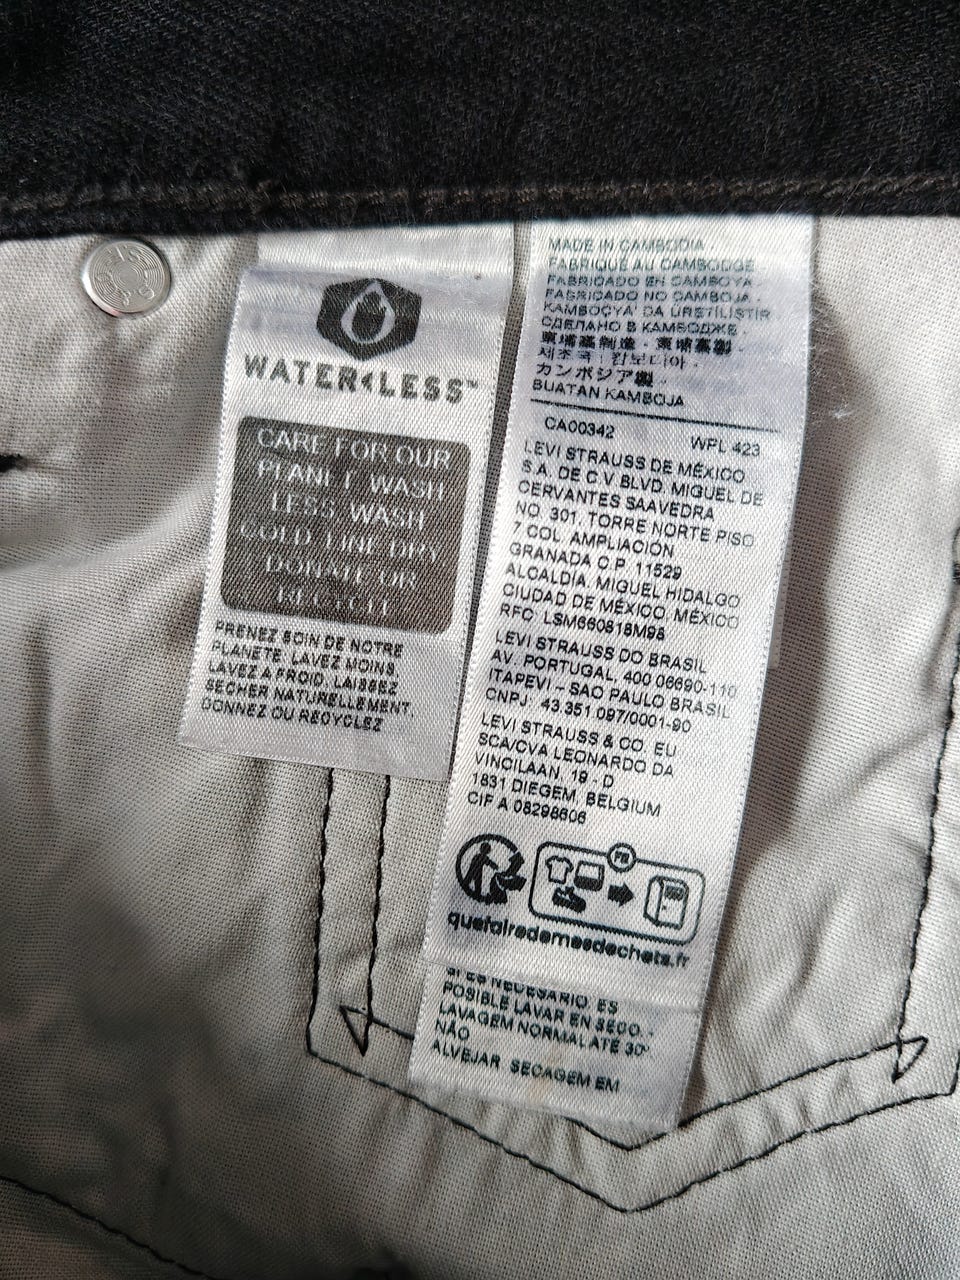 WATER<LESS™
CARE FOR OUR
PLANET. WASH
LESS, WASH
COLD, LINE DRY
DONATE OR
RECYCLE
PRENEZ SOIN DE NOTRE
PLANÈTE. LAVEZ MOINS
LAVEZ À FROID. LAISSEZ
SÉCHER NATURELLEMENT.
DONNEZ OU RECYCLEZ
MADE IN CAMBODIA
FABRIQUÉ AU CAMBODGE
FABRICADO EN CAMBOYA -
FABRICADO NO CAMBOJA -
KAMBOÇYA' DA ÜRETİLİŞTİR
СДЕЛАНО В КАМБОДЖЕ -
柬埔寨制造 - 柬埔寨製 -
제조국 : 캄보디아 -
カンボジア製 -
BUATAN KAMBOJA
CA00342 WPL 423
LEVI STRAUSS DE MÉXICO
S.A. DE C.V BLVD. MIGUEL DE
CERVANTES SAAVEDRA
NO. 301, TORRE NORTE PISO
7 COL. AMPLIACIÓN
GRANADA C.P. 11529
ALCALDÍA, MIGUEL HIDALGO
CIUDAD DE MÉXICO, MÉXICO
RFC: LSM660818M98
LEVI STRAUSS DO BRASIL
AV. PORTUGAL, 400 06690-110
ITAPEVI – SAO PAULO BRASIL
CNPJ: 43.351.097/0001-90
LEVI STRAUSS & CO. EU
SCA/CVA LEONARDO DA
VINCILAAN, 19 - D
1831 DIEGEM, BELGIUM
CIF A 08298606
FR
quefairedemesdechets.fr
SI ES NECESARIO, ES
POSIBLE LAVAR EN SECO. -
LAVAGEM NORMAL ATÉ 30°
NÃO
ALVEJAR SECAGEM EM